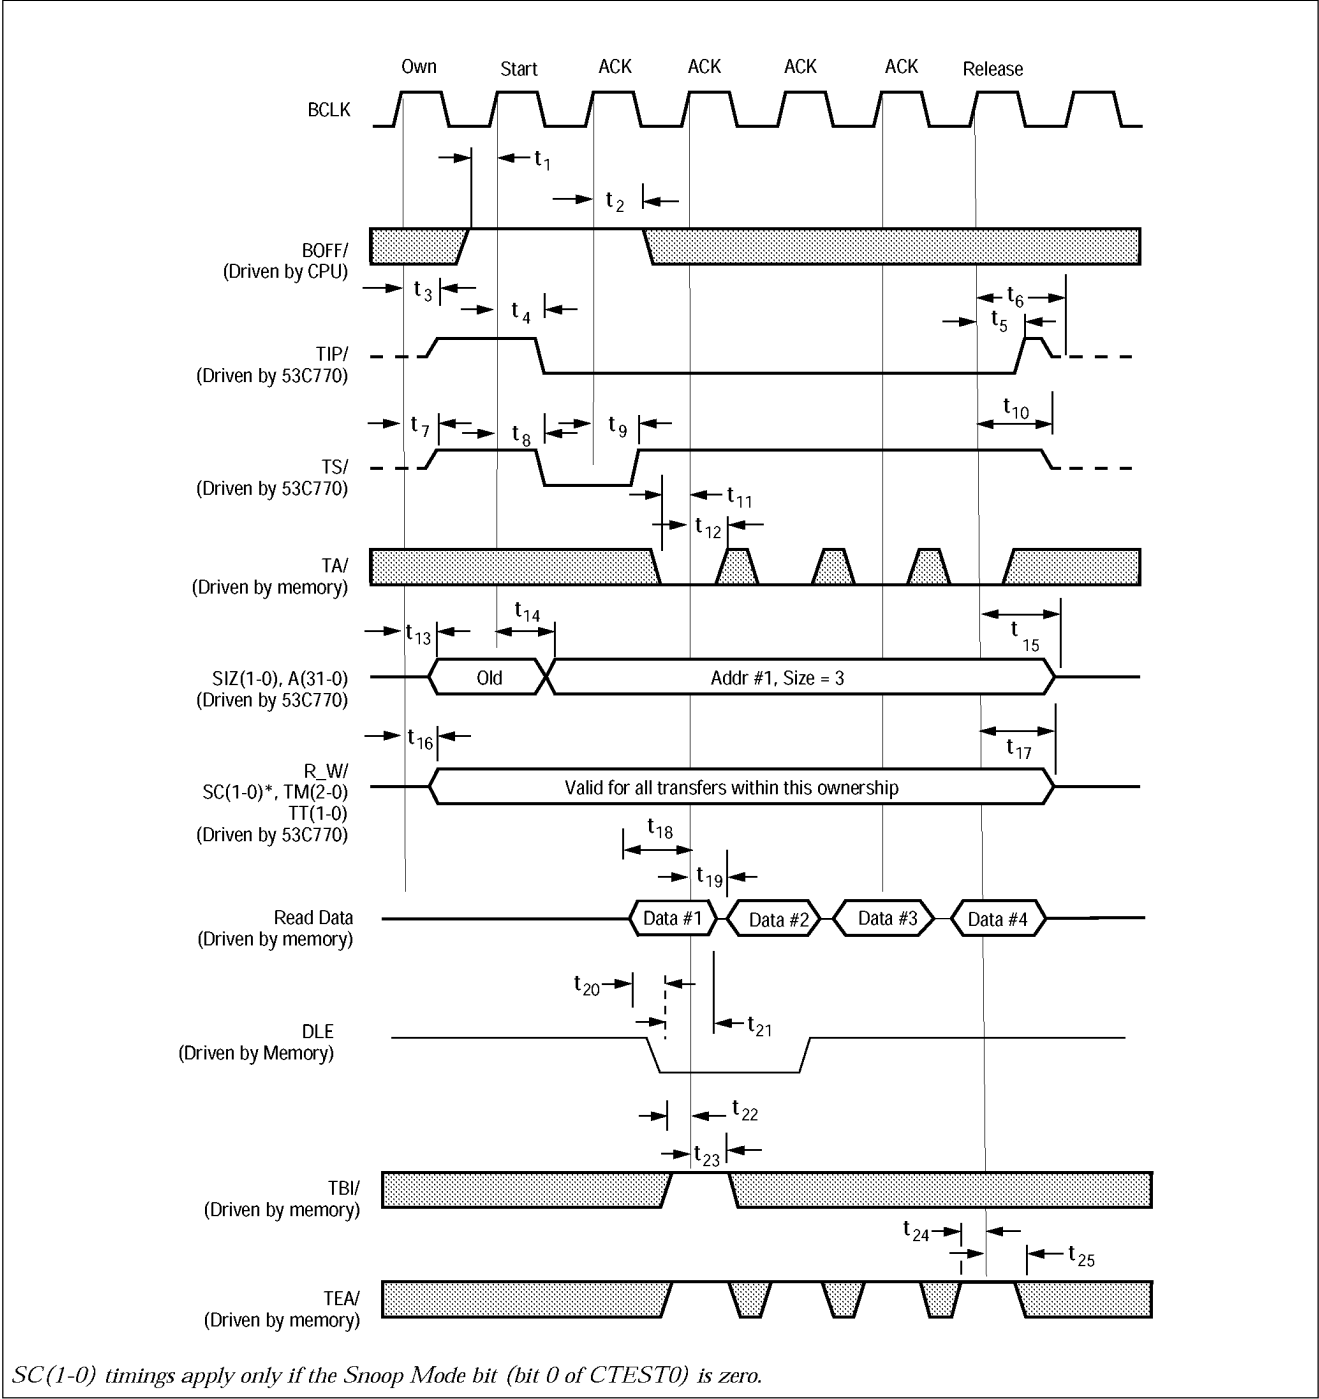 Own Start ACK ACK ACK ACK Release
BCLK
t1
t2
BOFF/
(Driven by CPU)
t3 t4 t6
t5
TIP/
(Driven by 53C770)
t7 t8 t9 t10
TS/
(Driven by 53C770)
t11
t12
TA/
(Driven by memory)
t13 t14 t15
SIZ(1-0), A(31-0)
(Driven by 53C770)
Old Addr #1, Size = 3
t16 t17
R_W/
SC(1-0)*, TM(2-0)
TT(1-0)
(Driven by 53C770)
Valid for all transfers within this ownership
t18
t19
Read Data
(Driven by memory)
Data #1 Data #2 Data #3 Data #4
t20
t21
DLE
(Driven by Memory)
t22
t23
TBI/
(Driven by memory)
t24
t25
TEA/
(Driven by memory)
SC(1-0) timings apply only if the Snoop Mode bit (bit 0 of CTEST0) is zero.